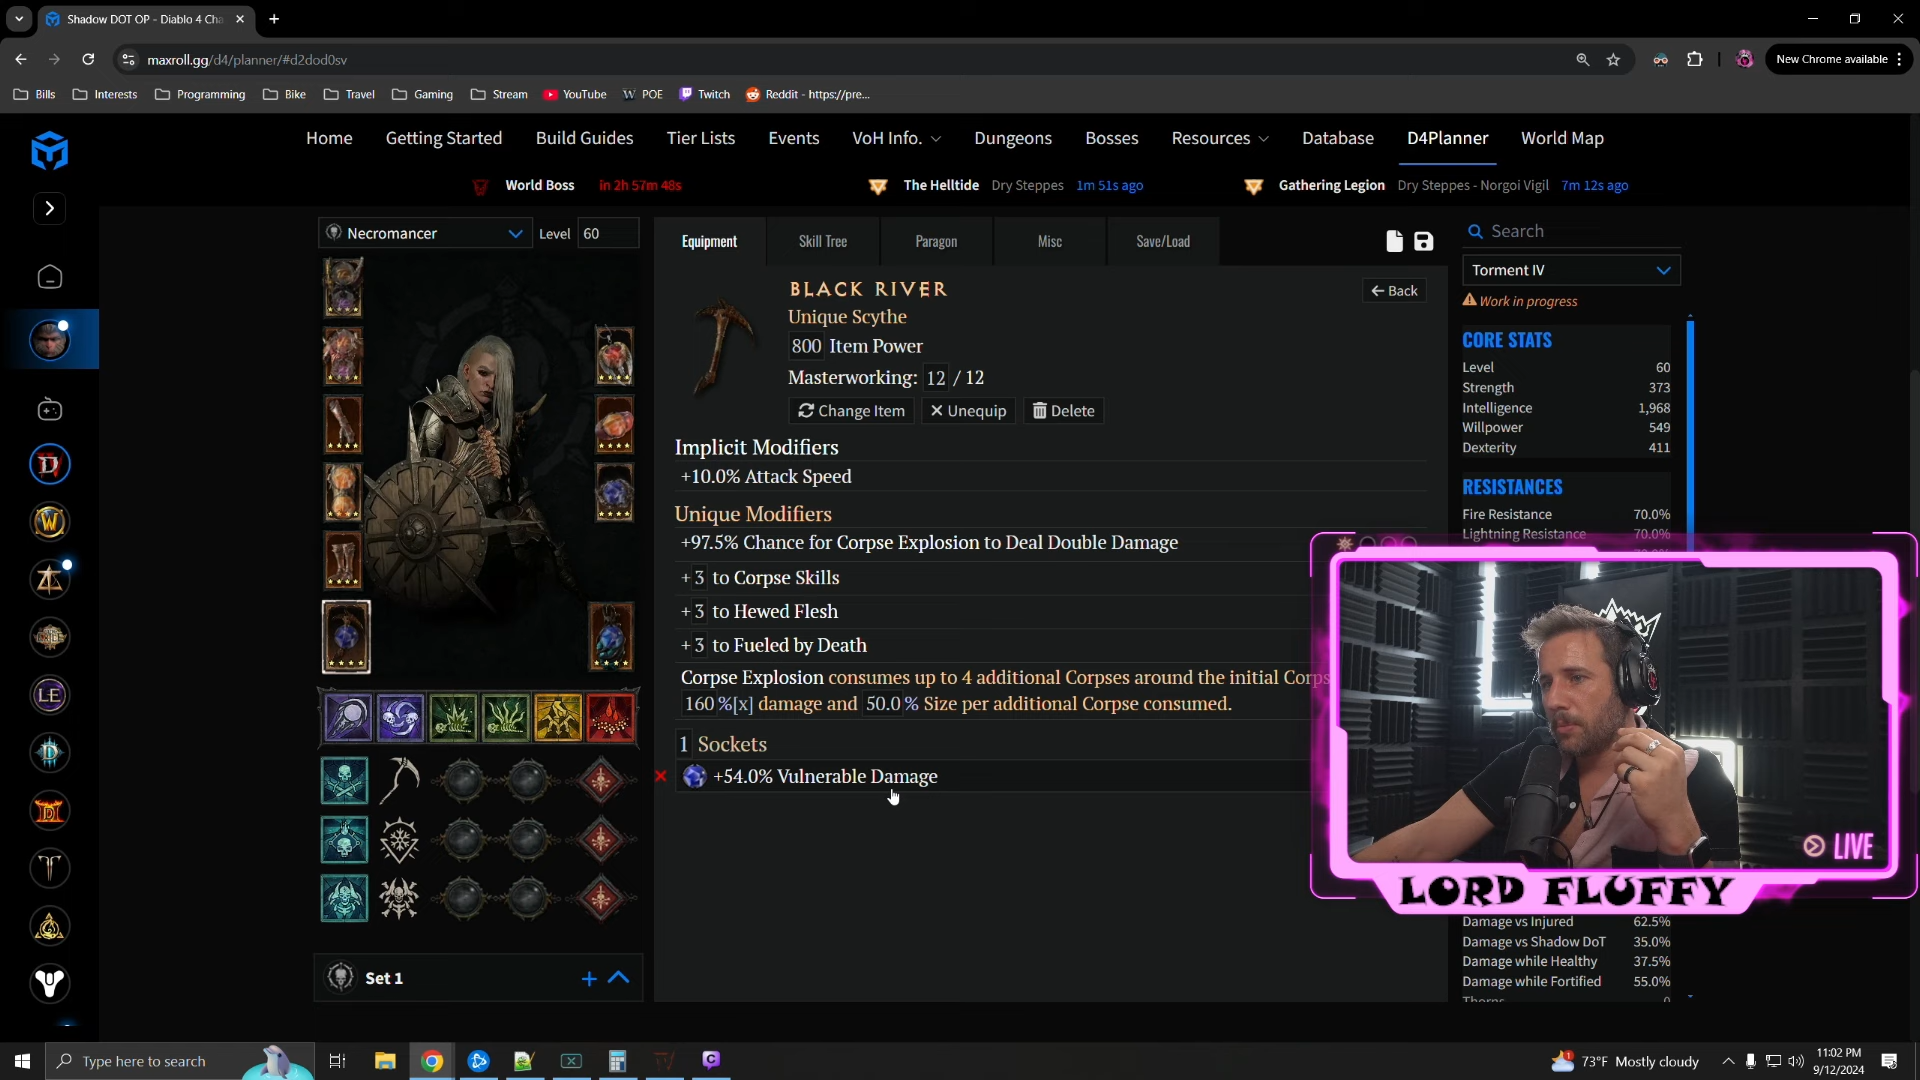 Shadow DOT OP - Diablo 4 Cha
maxroll.gg/d4/planner/#d2dod0sv
New Chrome available
Bills
Interests
Programming
Bike
Travel
Gaming
Stream
YouTube
POE
Twitch
Reddit - https://pre...
Home
Getting Started
Build Guides
Tier Lists
Events
VoH Info.
Dungeons
Bosses
Resources
Database
D4Planner
World Map
World Boss in 2h 57m 48s
The Helltide Dry Steppes 1m 51s ago
Gathering Legion Dry Steppes - Norgoi Vigil 7m 12s ago
Necromancer
Level 60
Equipment
Skill Tree
Paragon
Misc
Save/Load
Search
Torment IV
Work in progress
BLACK RIVER
Unique Scythe
800 Item Power
Masterworking: 12 / 12
Back
Change Item
Unequip
Delete
Implicit Modifiers
+10.0% Attack Speed
Unique Modifiers
+97.5% Chance for Corpse Explosion to Deal Double Damage
+3 to Corpse Skills
+3 to Hewed Flesh
+3 to Fueled by Death
Corpse Explosion consumes up to 4 additional Corpses around the initial Corps
160 %[x] damage and 50.0 % Size per additional Corpse consumed.
1 Sockets
+54.0% Vulnerable Damage
CORE STATS
Level 60
Strength 373
Intelligence 1,968
Willpower 549
Dexterity 411
RESISTANCES
Fire Resistance 70.0%
Lightning Resistance 70.0%
LIVE
LORD FLUFFY
Damage vs Injured 62.5%
Damage vs Shadow DoT 35.0%
Damage while Healthy 37.5%
Damage while Fortified 55.0%
Thorns 0
Set 1
LE
Type here to search
73°F Mostly cloudy
11:02 PM
9/12/2024